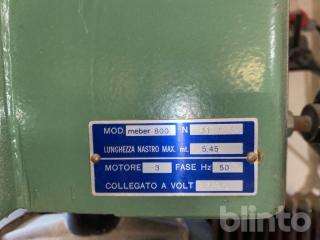 MOD. meber 800 N
LUNGHEZZA NASTRO MAX. mt. 5,45
MOTORE 3 FASE Hz 50
COLLEGATO A VOLT
blinto